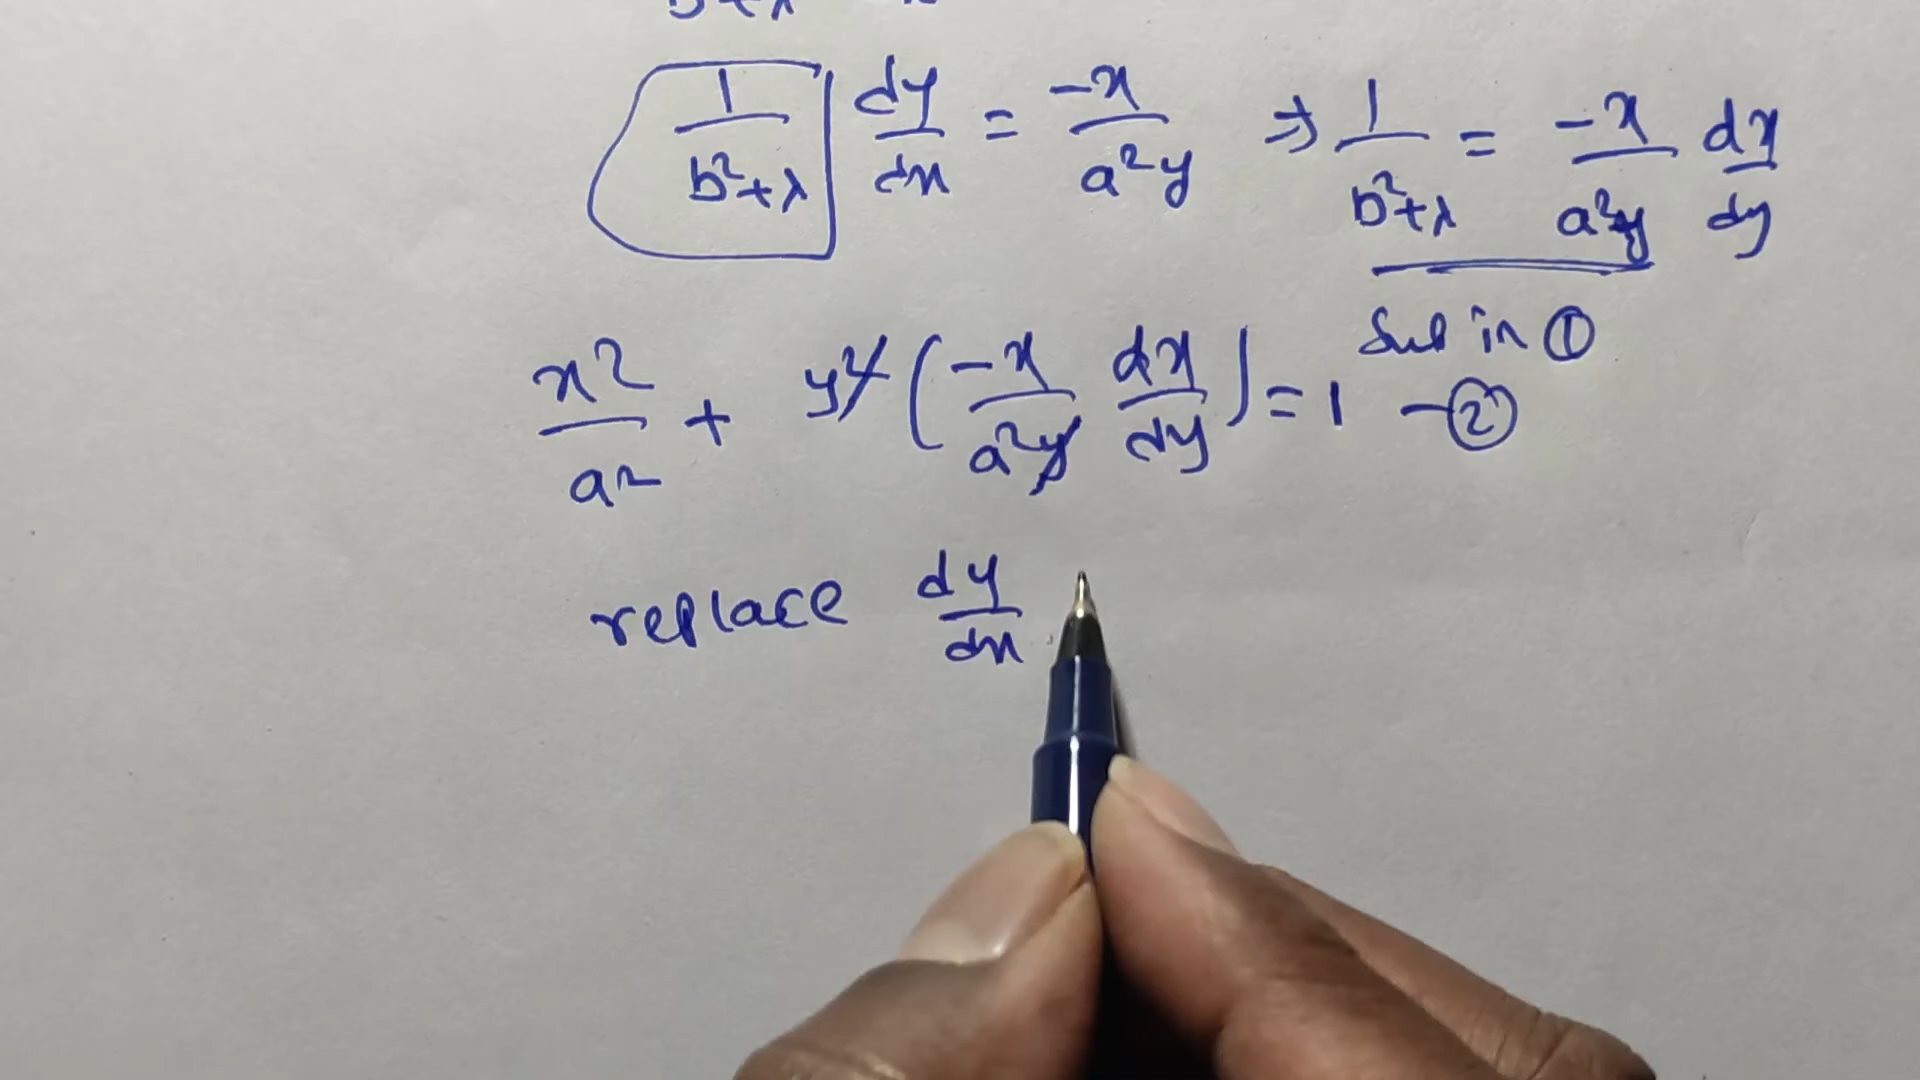 b²+λ
1/(b²+λ) dy/dx = -x/(a²y) ⇒ 1/(b²+λ) = -x/(a²y) dx/dy
Sub in ①
x²/a² + y² (-x/(a²y) dx/dy) = 1 —②
replace dy/dx